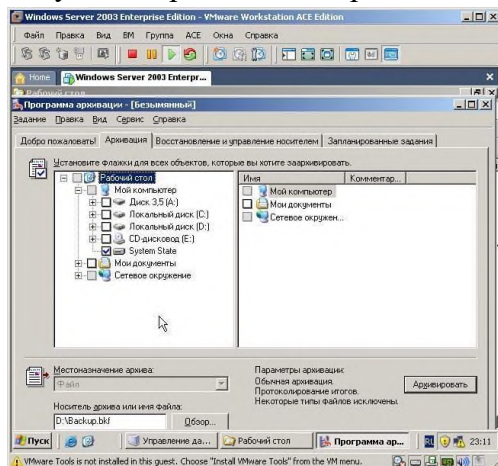 Windows Server 2003 Enterprise Edition - VMware Workstation ACE Edition
Файл Правка Вид ВМ Группа ACE Окна Справка
Home Windows Server 2003 Enterpr...
Рабочий стол
Программа архивации - [Безымянный]
Задание Правка Вид Сервис Справка
Добро пожаловать! Архивация Восстановление и управление носителем Запланированные задания
Установите флажки для всех объектов, которые вы хотите заархивировать.
Рабочий стол
Мой компьютер
Диск 3,5 (A:)
Локальный диск (C:)
Локальный диск (D:)
CD-дисковод (E:)
System State
Мои документы
Сетевое окружение
Имя Комментар...
Мой компьютер
Мои документы
Сетевое окружен...
Местоназначение архива:
Файл
Носитель архива или имя файла:
D:\Backup.bkf Обзор...
Параметры архивации:
Обычная архивация.
Протоколирование итогов.
Некоторые типы файлов исключены.
Архивировать
Пуск Управление да... Рабочий стол Программа ар... RL 23:11
VMware Tools is not installed in this guest. Choose "Install VMware Tools" from the VM menu.